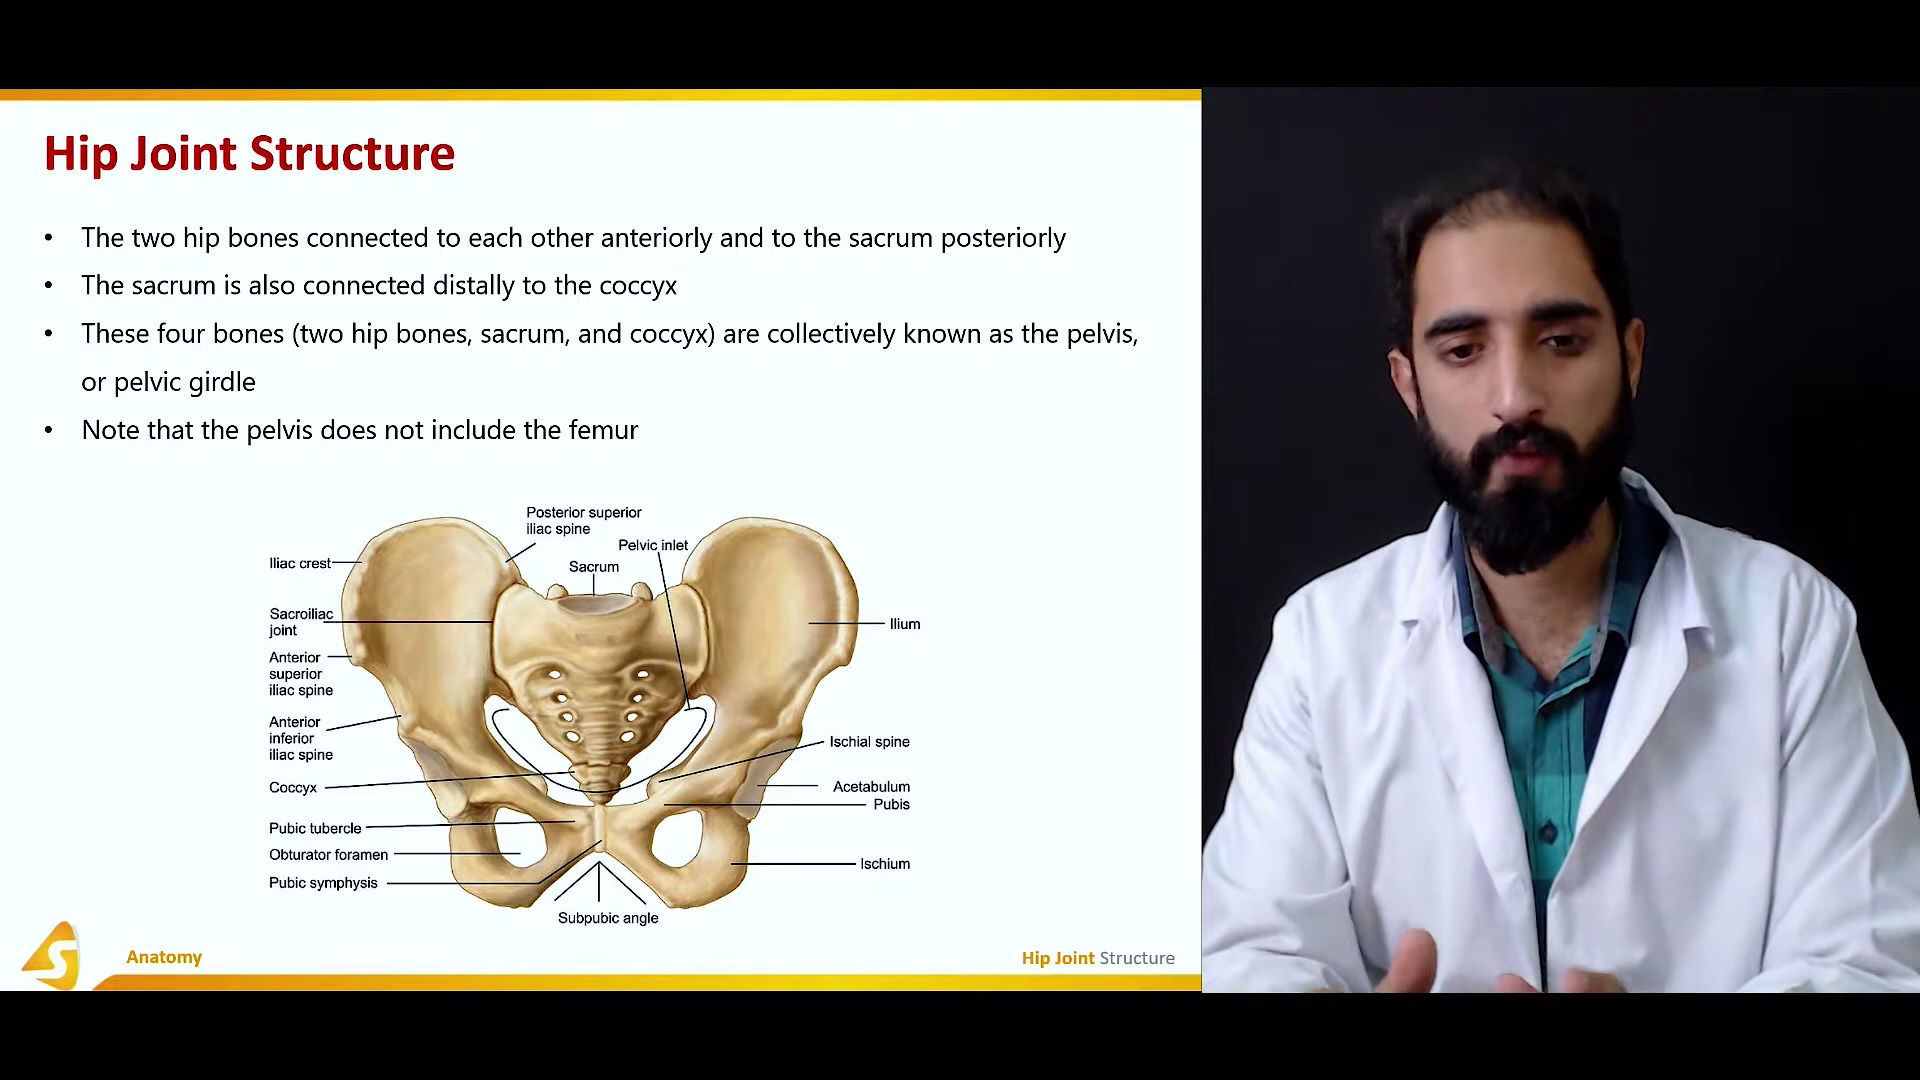 Hip Joint Structure
• The two hip bones connected to each other anteriorly and to the sacrum posteriorly
• The sacrum is also connected distally to the coccyx
• These four bones (two hip bones, sacrum, and coccyx) are collectively known as the pelvis,
or pelvic girdle
• Note that the pelvis does not include the femur
Posterior superior
iliac spine
Pelvic inlet
Iliac crest
Sacrum
Sacroiliac
joint
Ilium
Anterior
superior
iliac spine
Anterior
inferior
iliac spine
Ischial spine
Coccyx
Acetabulum
Pubis
Pubic tubercle
Obturator foramen
Ischium
Pubic symphysis
Subpubic angle
S
Anatomy
Hip Joint Structure